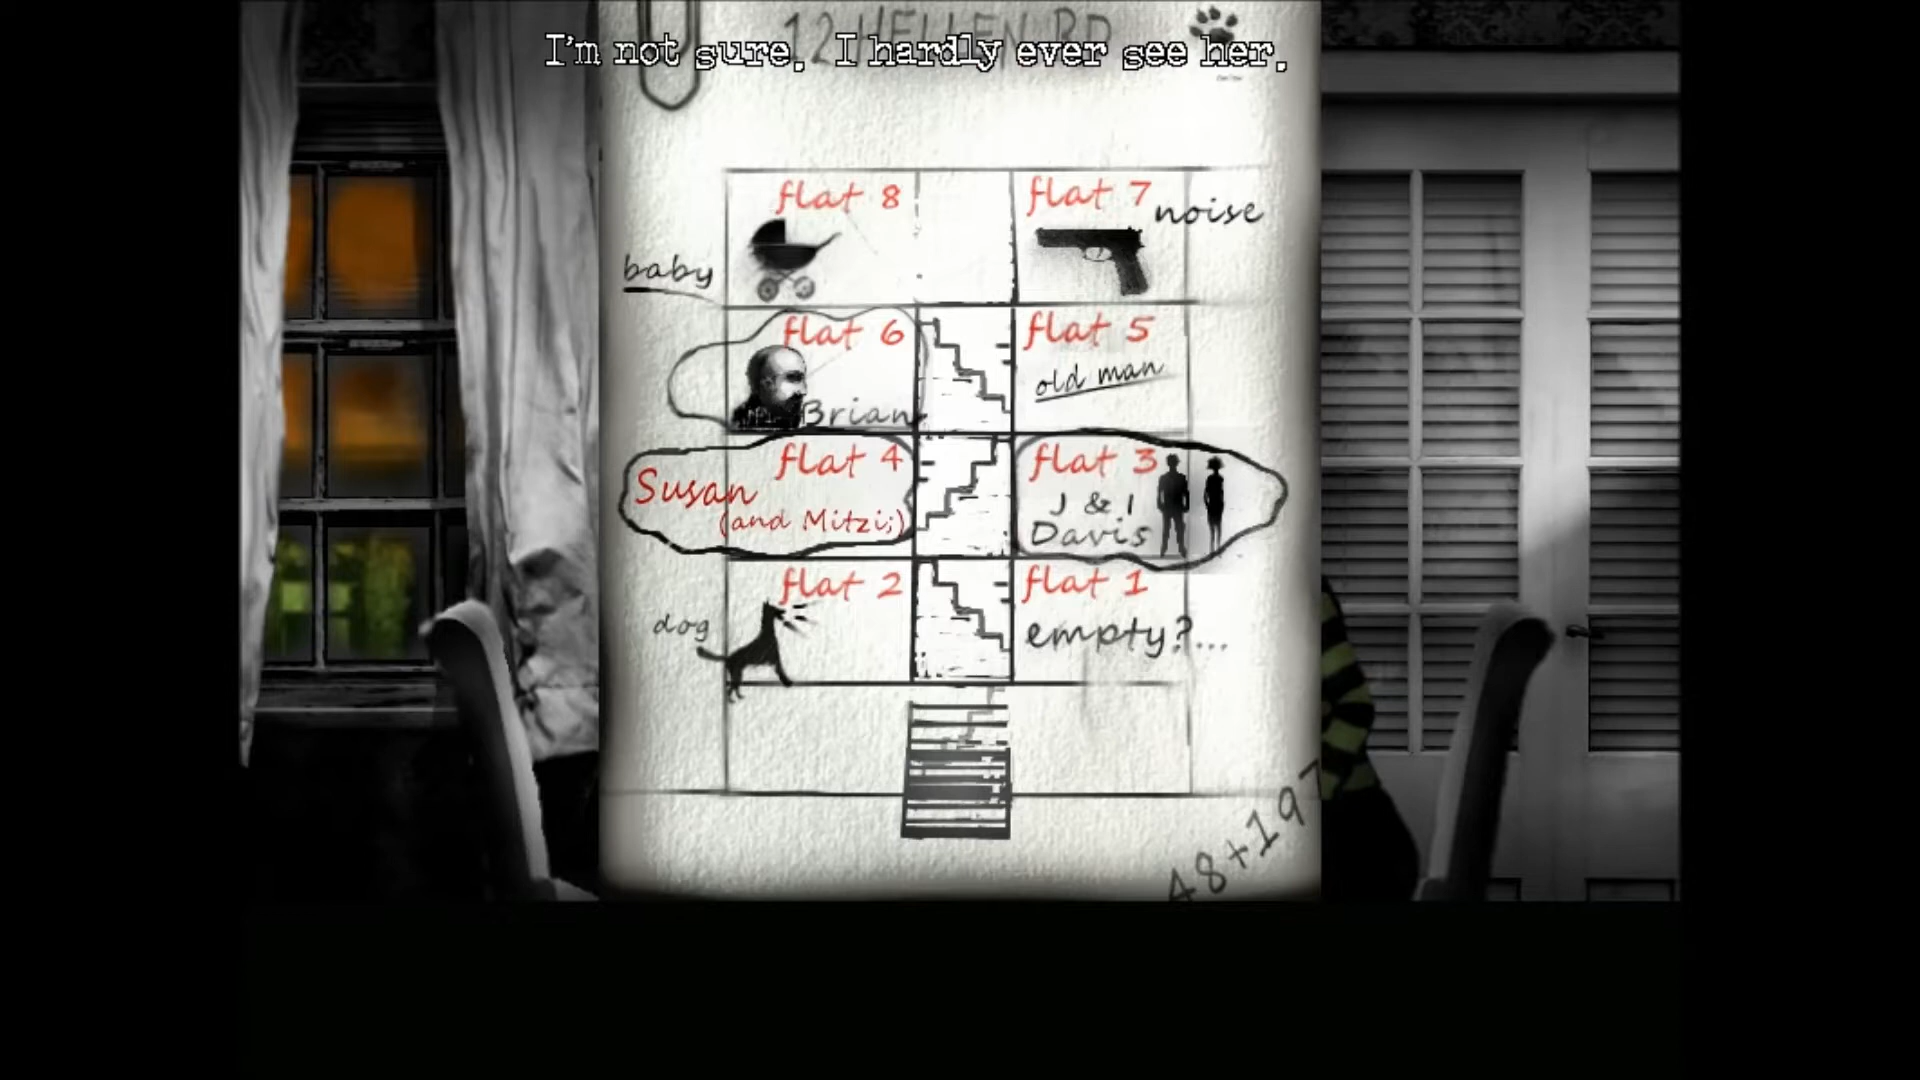 12 HELLEN RD
I'm not sure. I hardly ever see her.
flat 8
flat 7
noise
baby
flat 6
flat 5
old man
Brian
flat 4
flat 3
Susan
(and Mitzi;)
J & I
Davis
flat 2
flat 1
dog
empty?...
48+197